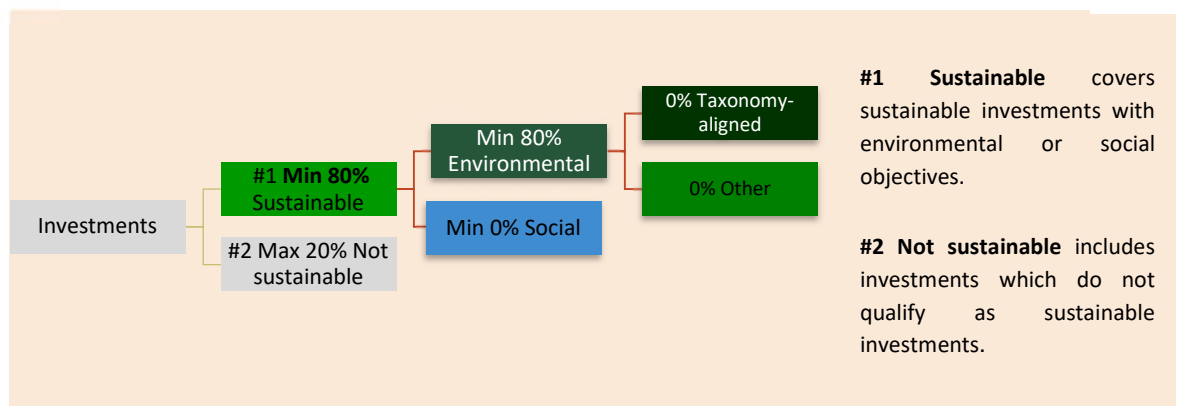 Investments
#1 Min 80%
Sustainable
#2 Max 20% Not
sustainable
Min 80%
Environmental
Min 0% Social
0% Taxonomy-
aligned
0% Other
#1 Sustainable covers
sustainable investments with
environmental or social
objectives.
#2 Not sustainable includes
investments which do not
qualify as sustainable
investments.